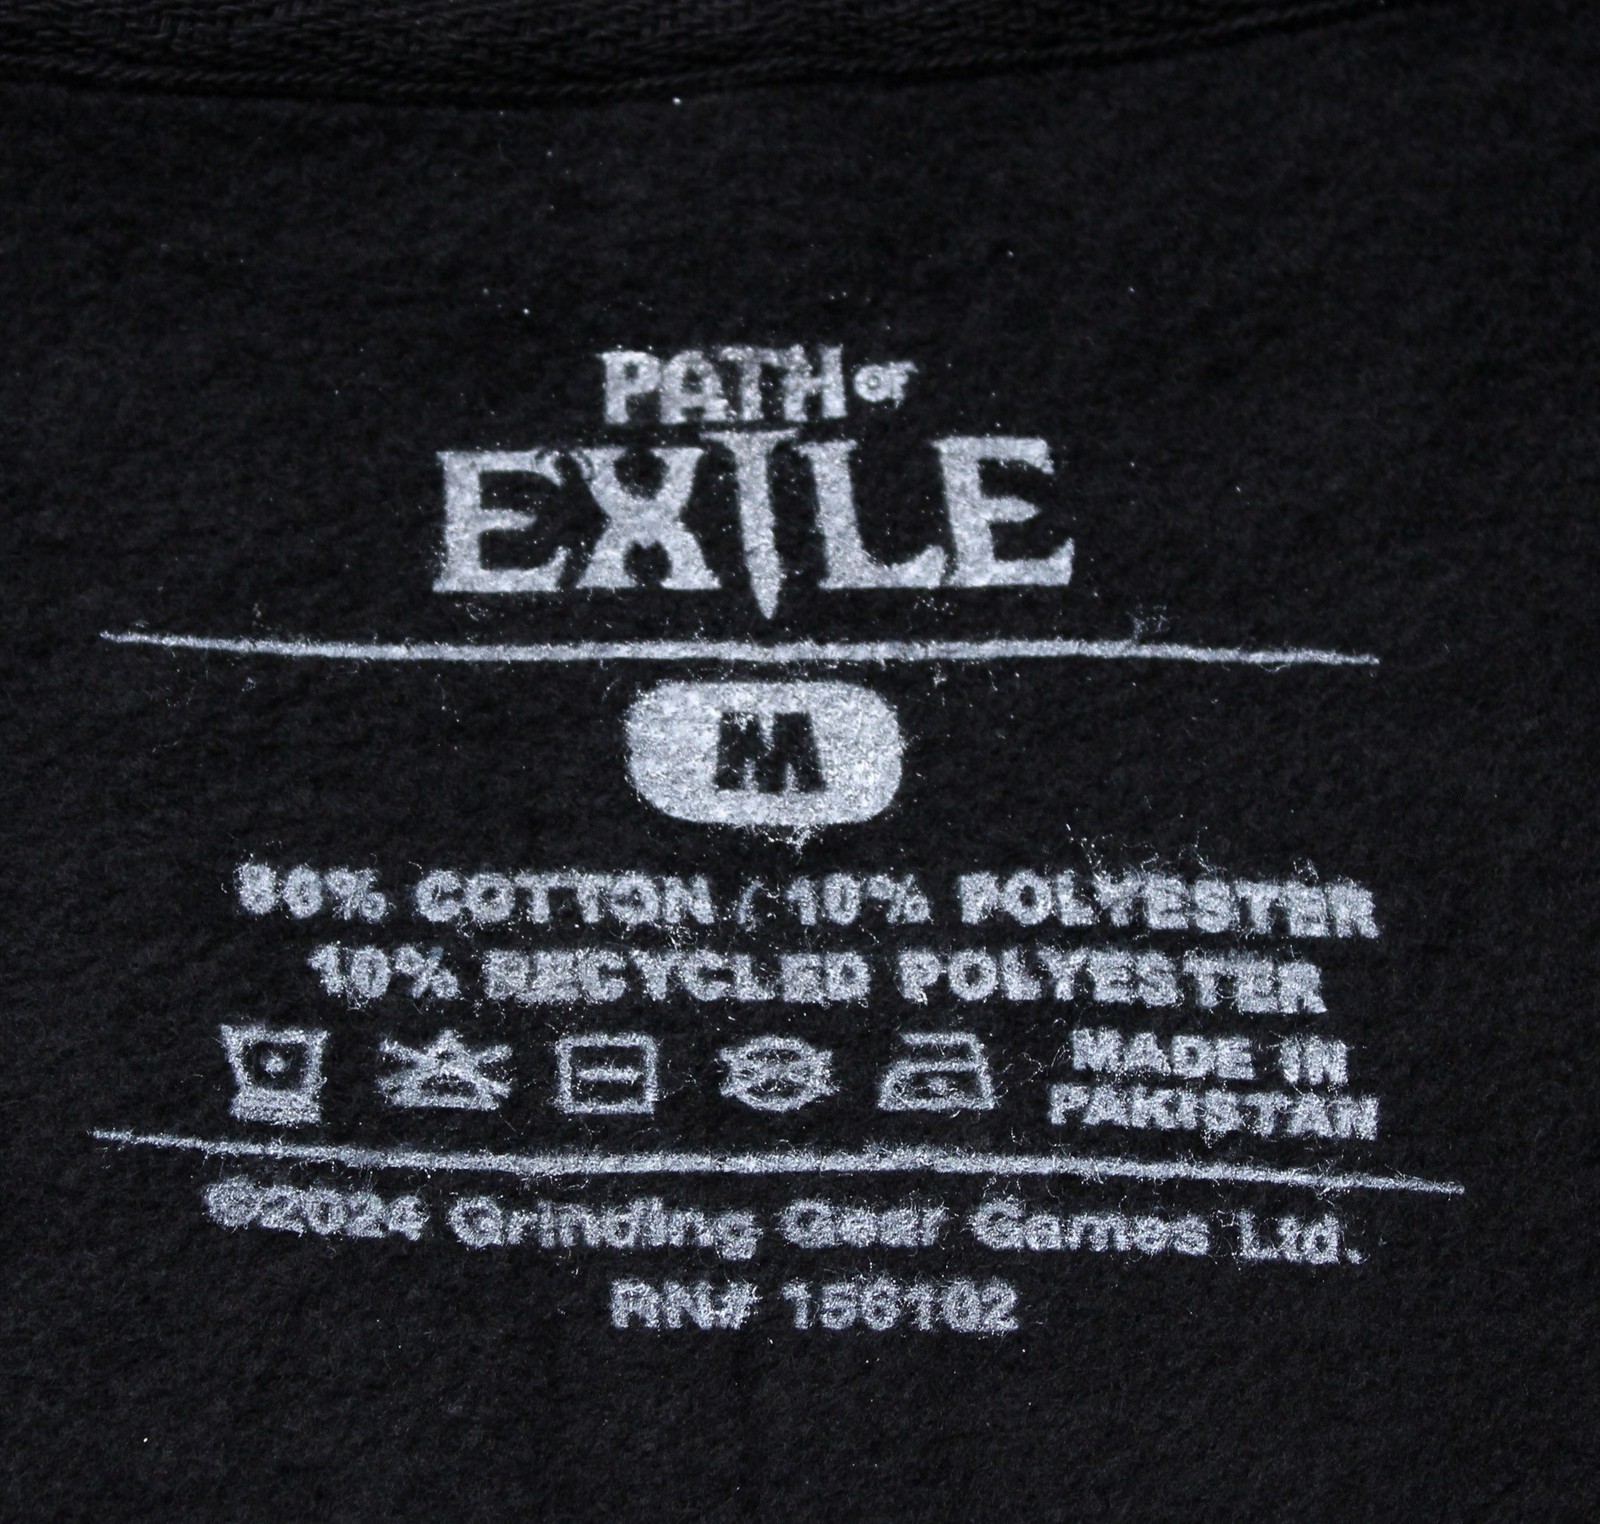 PATH OF
EXILE
M
80% COTTON / 10% POLYESTER
10% RECYCLED POLYESTER
MADE IN
PAKISTAN
©2024 Grinding Gear Games Ltd.
RN# 156102